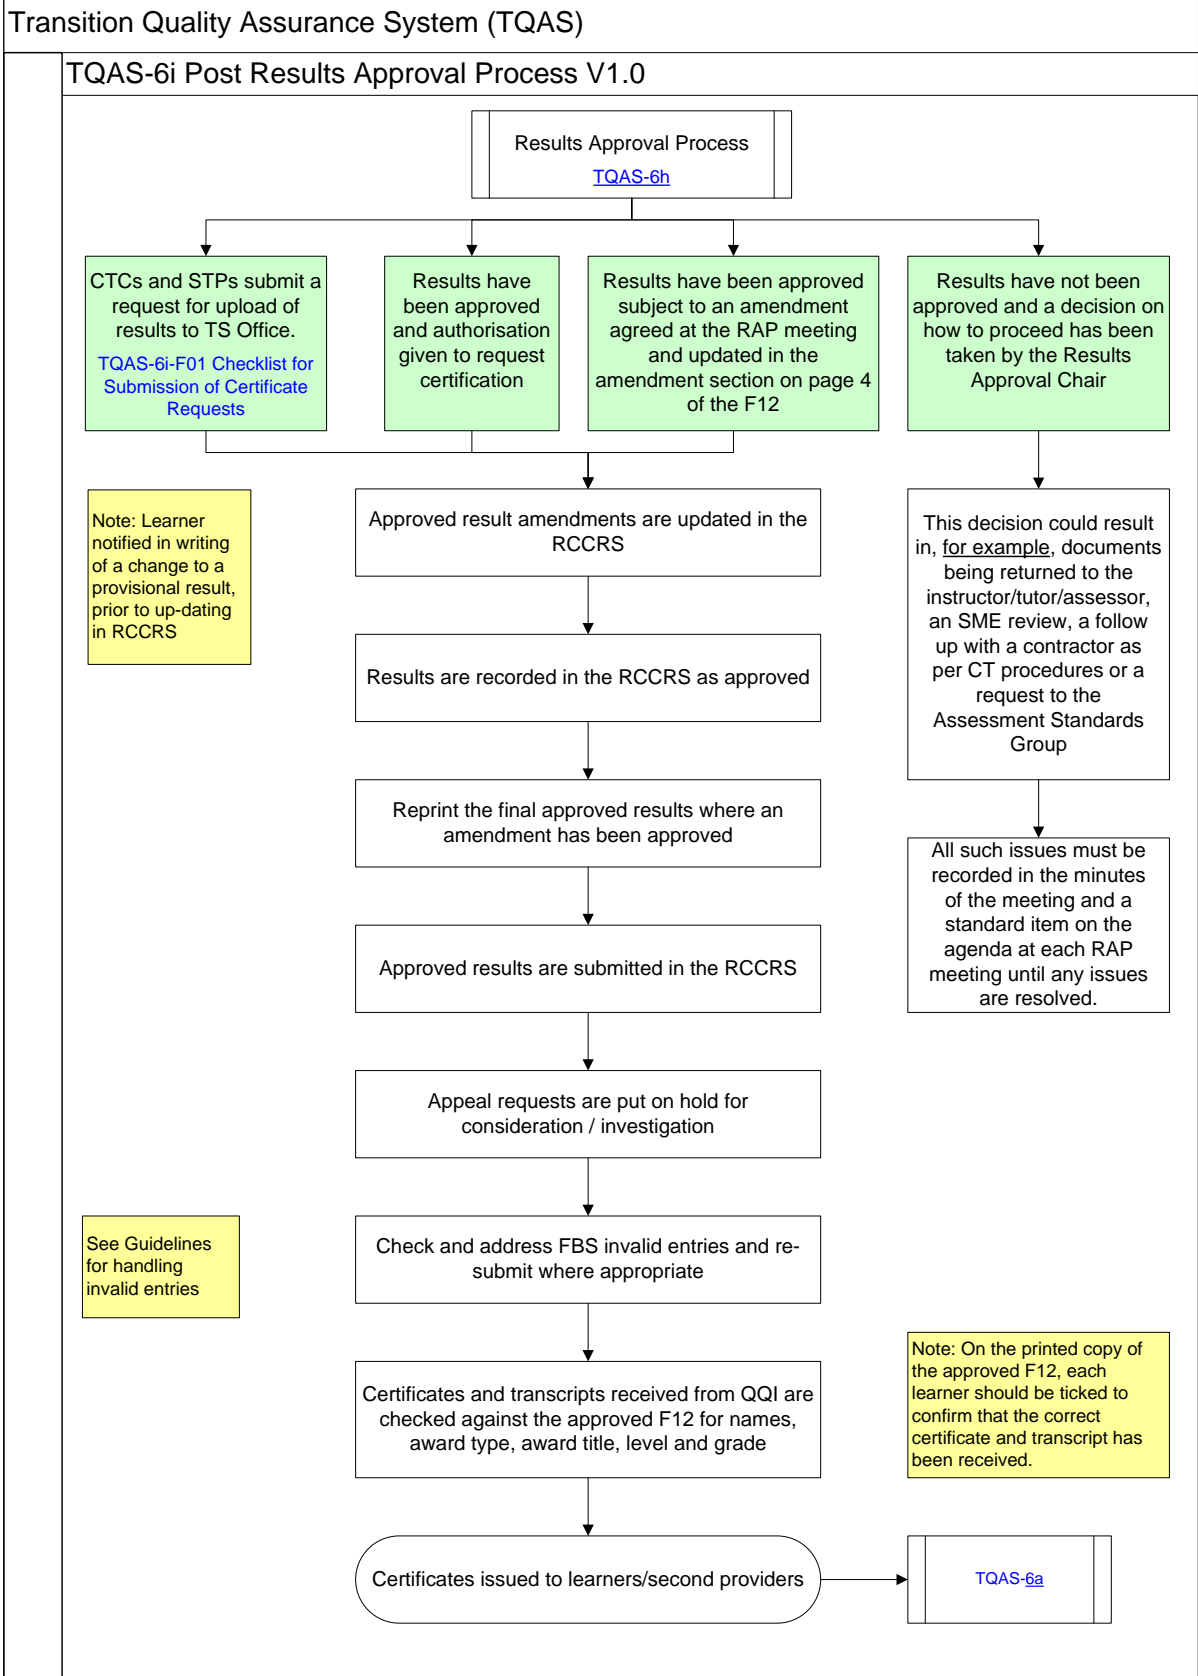 Transition Quality Assurance System (TQAS)
TQAS-6i Post Results Approval Process V1.0
Results Approval Process
TQAS-6h
CTCs and STPs submit a
request for upload of
results to TS Office.
TQAS-6i-F01 Checklist for
Submission of Certificate
Requests
Results have
been approved
and authorisation
given to request
certification
Results have been approved
subject to an amendment
agreed at the RAP meeting
and updated in the
amendment section on page 4
of the F12
Results have not been
approved and a decision on
how to proceed has been
taken by the Results
Approval Chair
Note: Learner
notified in writing
of a change to a
provisional result,
prior to up-dating
in RCCRS
Approved result amendments are updated in the
RCCRS
This decision could result
in, for example, documents
being returned to the
instructor/tutor/assessor,
an SME review, a follow
up with a contractor as
per CT procedures or a
request to the
Assessment Standards
Group
Results are recorded in the RCCRS as approved
Reprint the final approved results where an
amendment has been approved
All such issues must be
recorded in the minutes
of the meeting and a
standard item on the
agenda at each RAP
meeting until any issues
are resolved.
Approved results are submitted in the RCCRS
Appeal requests are put on hold for
consideration / investigation
See Guidelines
for handling
invalid entries
Check and address FBS invalid entries and re-
submit where appropriate
Certificates and transcripts received from QQI are
checked against the approved F12 for names,
award type, award title, level and grade
Note: On the printed copy of
the approved F12, each
learner should be ticked to
confirm that the correct
certificate and transcript has
been received.
Certificates issued to learners/second providers
TQAS-6a